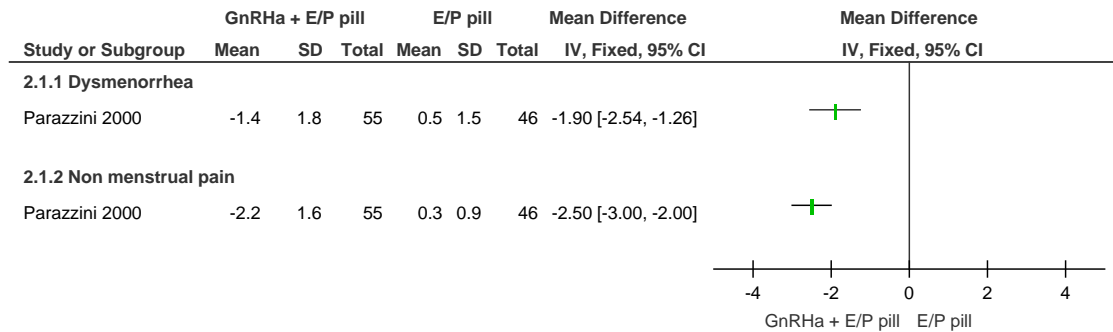 GnRHa + E/P pill E/P pill Mean Difference Mean Difference
Study or Subgroup Mean SD Total Mean SD Total IV, Fixed, 95% CI IV, Fixed, 95% CI
2.1.1 Dysmenorrhea
Parazzini 2000 -1.4 1.8 55 0.5 1.5 46 -1.90 [-2.54, -1.26]
2.1.2 Non menstrual pain
Parazzini 2000 -2.2 1.6 55 0.3 0.9 46 -2.50 [-3.00, -2.00]
-4 -2 0 2 4
GnRHa + E/P pill E/P pill